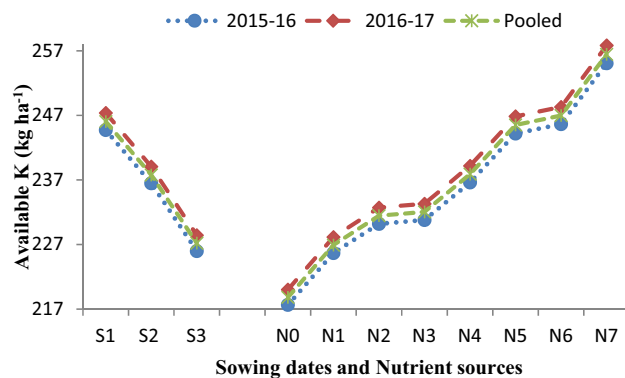 2015-16 2016-17 Pooled
Available K (kg ha-1)
257
247
237
227
217
S1 S2 S3 N0 N1 N2 N3 N4 N5 N6 N7
Sowing dates and Nutrient sources